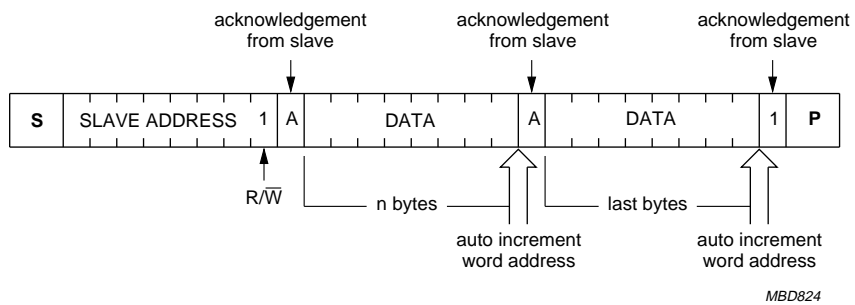 acknowledgement
from slave
acknowledgement
from slave
acknowledgement
from slave
S SLAVE ADDRESS 1 A DATA A DATA 1 P
R/W̅
n bytes
last bytes
auto increment
word address
auto increment
word address
MBD824